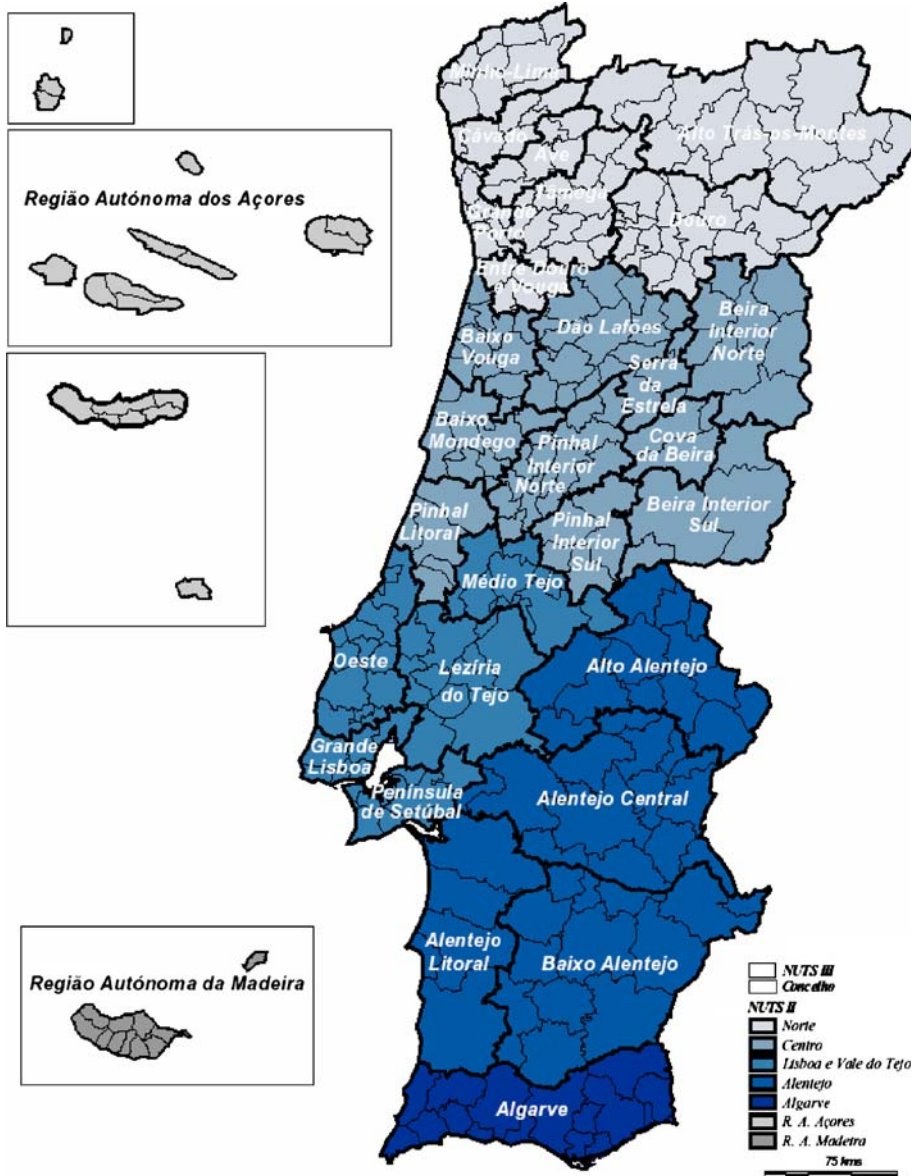 Minho-Lima
Alto Trás-os-Montes
Cávado
Ave
Região Autónoma dos Açores
Tâmega
Grande
Porto
Douro
Entre Douro
e Vouga
Baixo
Vouga
Dão Lafões
Beira
Interior
Norte
Serra
da
Estrela
Baixo
Mondego
Pinhal
Interior
Norte
Cova
da Beira
Pinhal
Litoral
Pinhal
Interior
Sul
Beira Interior
Sul
Médio Tejo
Oeste
Lezíria
do Tejo
Alto Alentejo
Grande
Lisboa
Península
de Setúbal
Alentejo Central
Alentejo
Litoral
Baixo Alentejo
Região Autónoma da Madeira
Algarve
NUTS III
Concelho
NUTS II
Norte
Centro
Lisboa e Vale do Tejo
Alentejo
Algarve
R. A. Açores
R. A. Madeira
75 kms